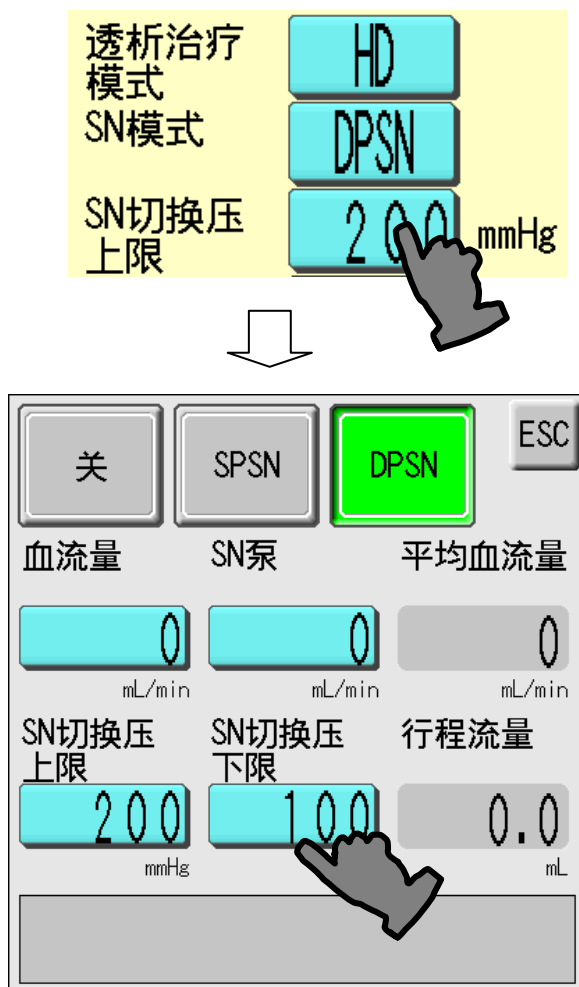 透析治疗
模式
HD
SN模式
DPSN
SN切换压
上限
200
mmHg
关
SPSN
DPSN
ESC
血流量
SN泵
平均血流量
0
0
0
mL/min
mL/min
mL/min
SN切换压
上限
SN切换压
下限
行程流量
200
100
0.0
mmHg
mL